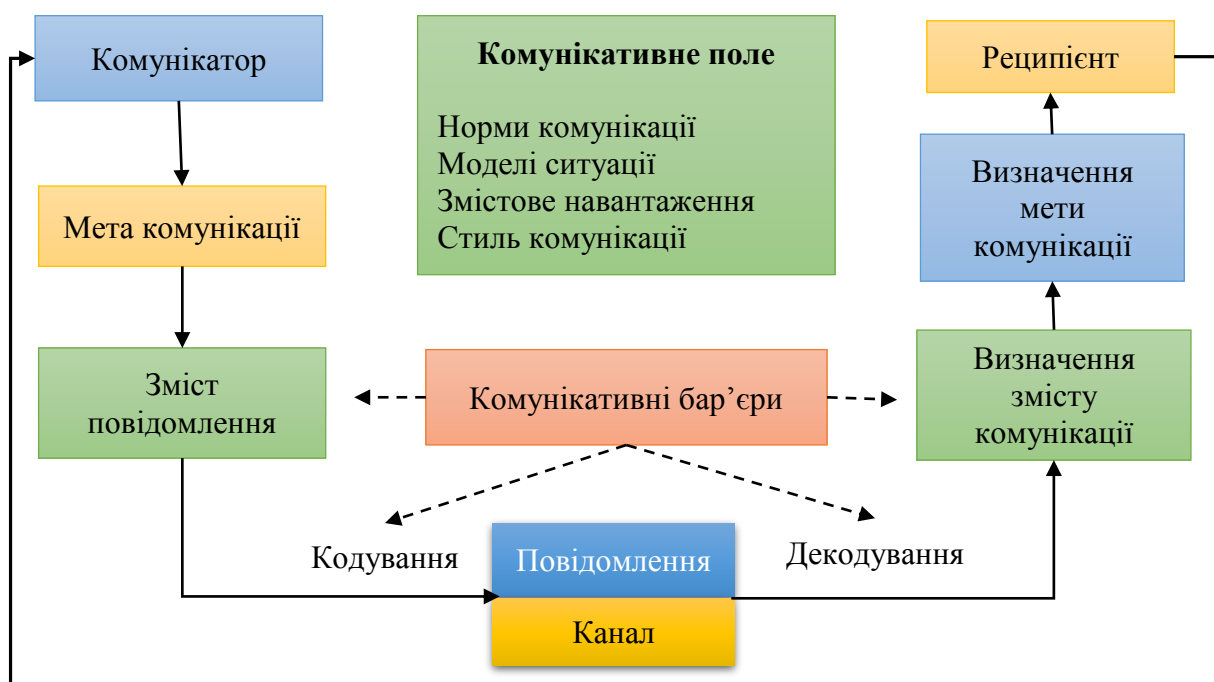 Комунікатор
Комунікативне поле
Норми комунікації
Моделі ситуації
Змістове навантаження
Стиль комунікації
Реципієнт
Мета комунікації
Визначення
мети
комунікації
Зміст
повідомлення
Комунікативні бар’єри
Визначення
змісту
комунікації
Кодування
Повідомлення
Декодування
Канал